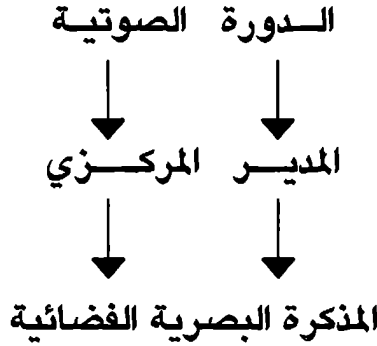 الدورة الصوتية
المدير المركزي
المذكرة البصرية الفضائية